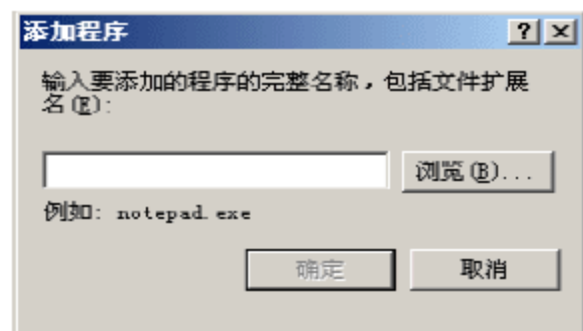 添加程序
输入要添加的程序的完整名称，包括文件扩展
名(E):
浏览(B)...
例如: notepad.exe
确定
取消